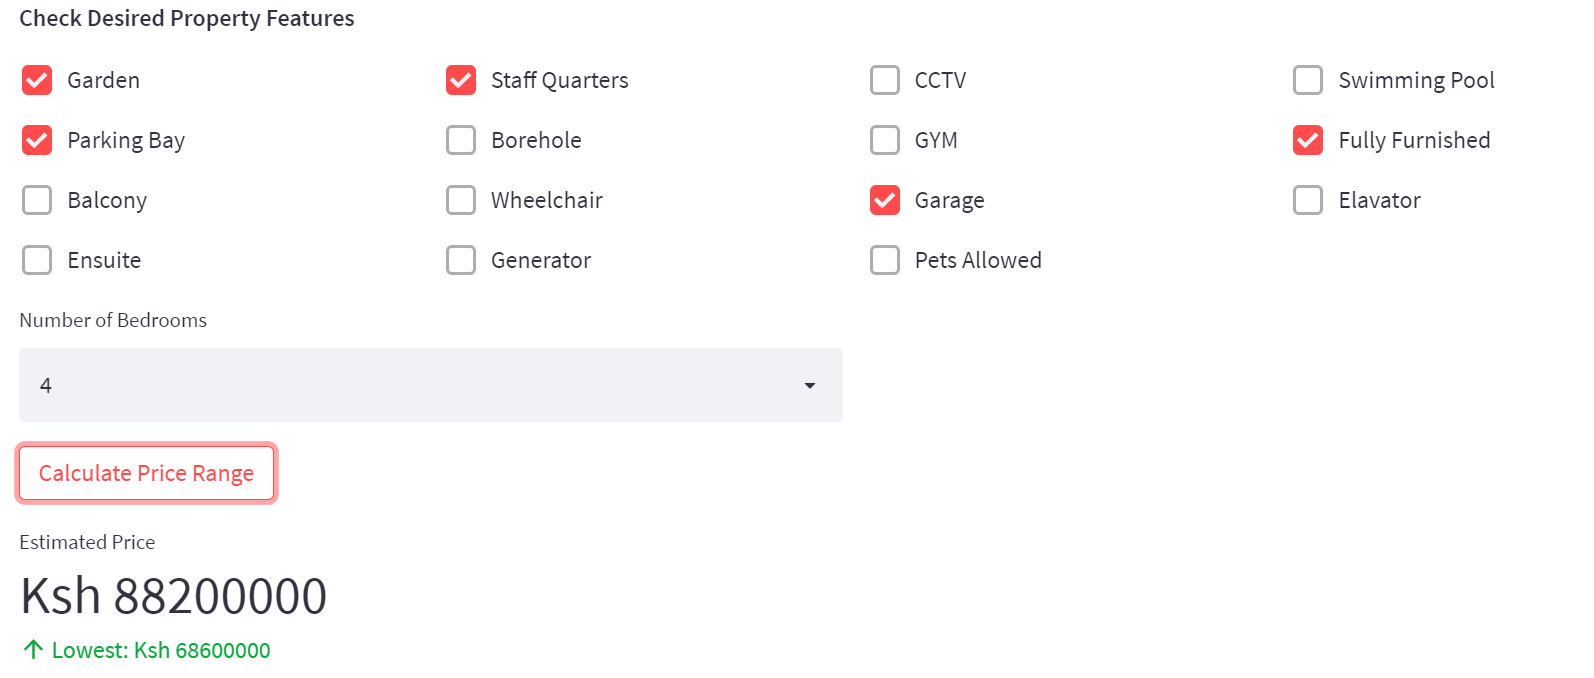 Check Desired Property Features
Garden Staff Quarters CCTV Swimming Pool
Parking Bay Borehole GYM Fully Furnished
Balcony Wheelchair Garage Elavator
Ensuite Generator Pets Allowed
Number of Bedrooms
4
Calculate Price Range
Estimated Price
Ksh 88200000
Lowest: Ksh 68600000